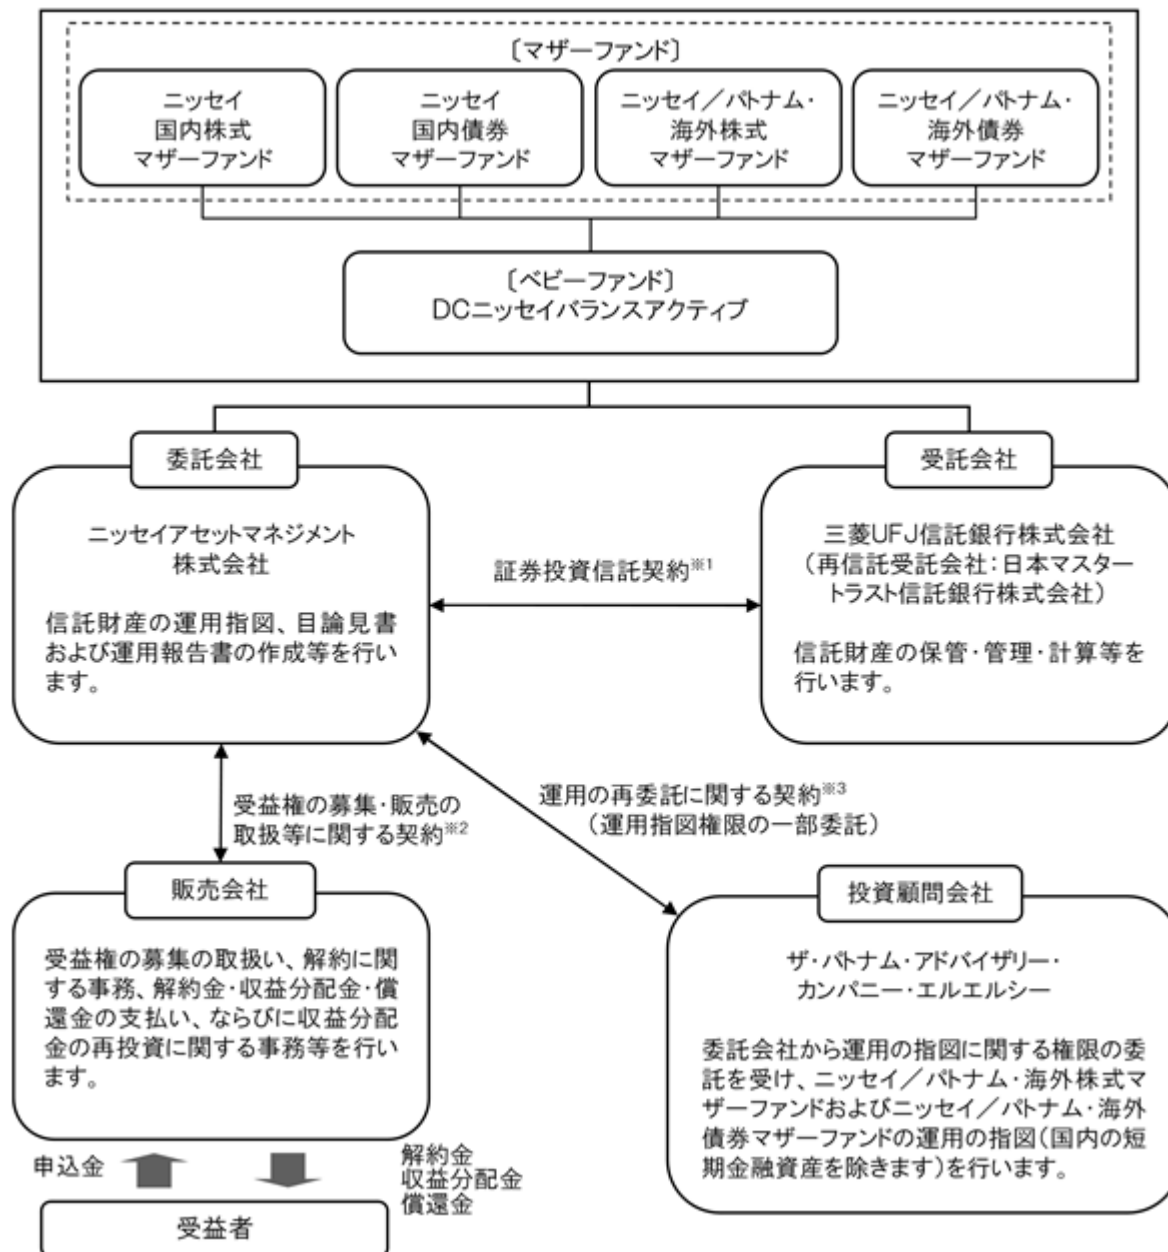 〔マザーファンド〕
ニッセイ
国内株式
マザーファンド
ニッセイ
国内債券
マザーファンド
ニッセイ／パトナム・
海外株式
マザーファンド
ニッセイ／パトナム・
海外債券
マザーファンド
〔ベビーファンド〕
DCニッセイバランスアクティブ
委託会社
ニッセイアセットマネジメント
株式会社
信託財産の運用指図、目論見書
および運用報告書の作成等を行い
ます。
証券投資信託契約※1
受託会社
三菱UFJ信託銀行株式会社
（再信託受託会社：日本マスター
トラスト信託銀行株式会社）
信託財産の保管・管理・計算等を
行います。
受益権の募集・販売の
取扱等に関する契約※2
運用の再委託に関する契約※3
（運用指図権限の一部委託）
販売会社
受益権の募集の取扱い、解約に関
する事務、解約金・収益分配金・償
還金の支払い、ならびに収益分配
金の再投資に関する事務等を行い
ます。
投資顧問会社
ザ・パトナム・アドバイザリー・
カンパニー・エルエルシー
委託会社から運用の指図に関する権限の委
託を受け、ニッセイ／パトナム・海外株式マ
ザーファンドおよびニッセイ／パトナム・海外
債券マザーファンドの運用の指図（国内の短
期金融資産を除きます）を行います。
申込金
解約金
収益分配金
償還金
受益者